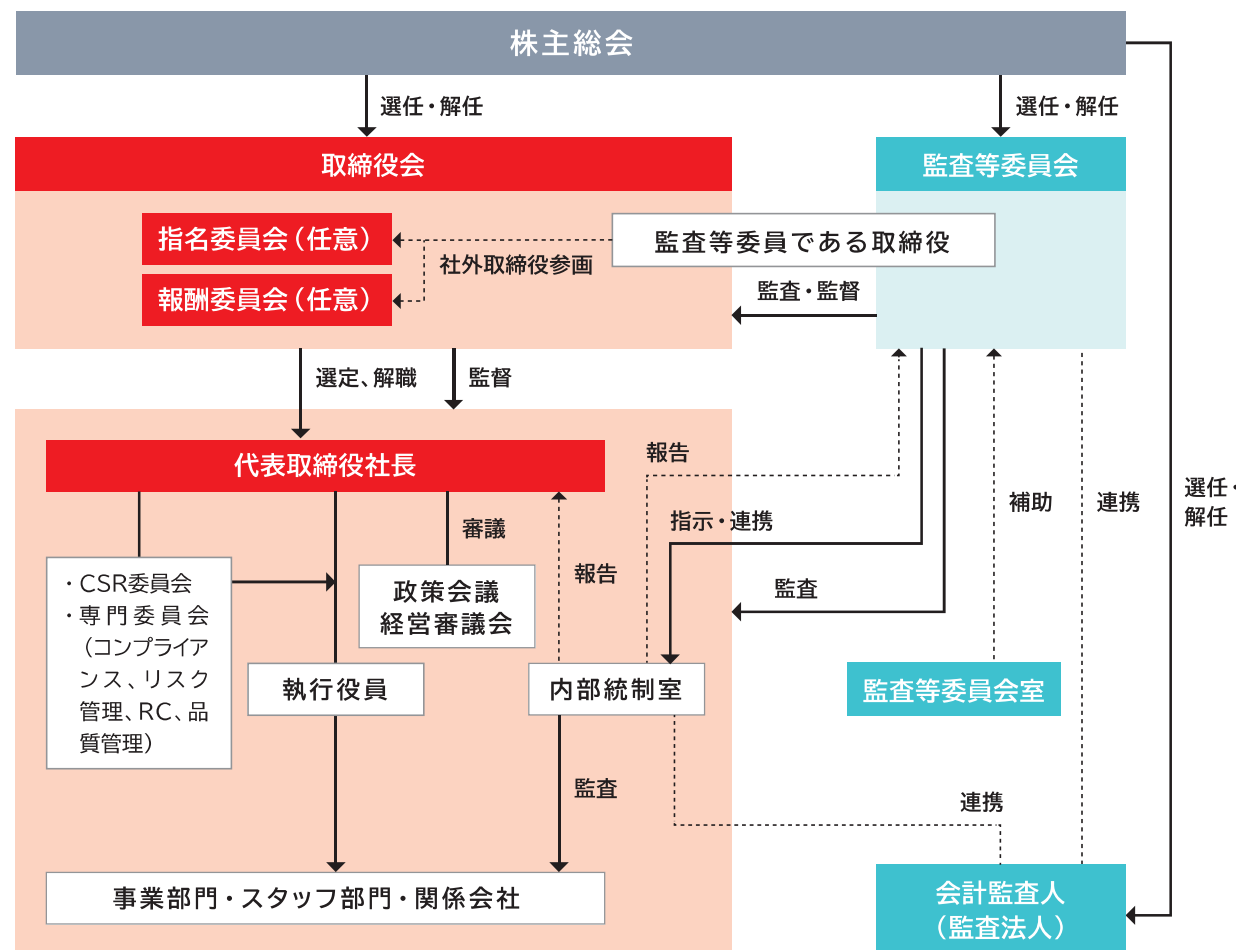 株主総会
選任・解任
選任・解任
取締役会
監査等委員会
指名委員会（任意）
監査等委員である取締役
社外取締役参画
報酬委員会（任意）
監査・監督
選定、解職
監督
代表取締役社長
報告
選任・
解任
補助
連携
指示・連携
審議
報告
監査
・CSR委員会
・専門委員会
（コンプライア
ンス、リスク
管理、RC、品
質管理）
政策会議
経営審議会
執行役員
内部統制室
監査等委員会室
監査
連携
事業部門・スタッフ部門・関係会社
会計監査人
（監査法人）